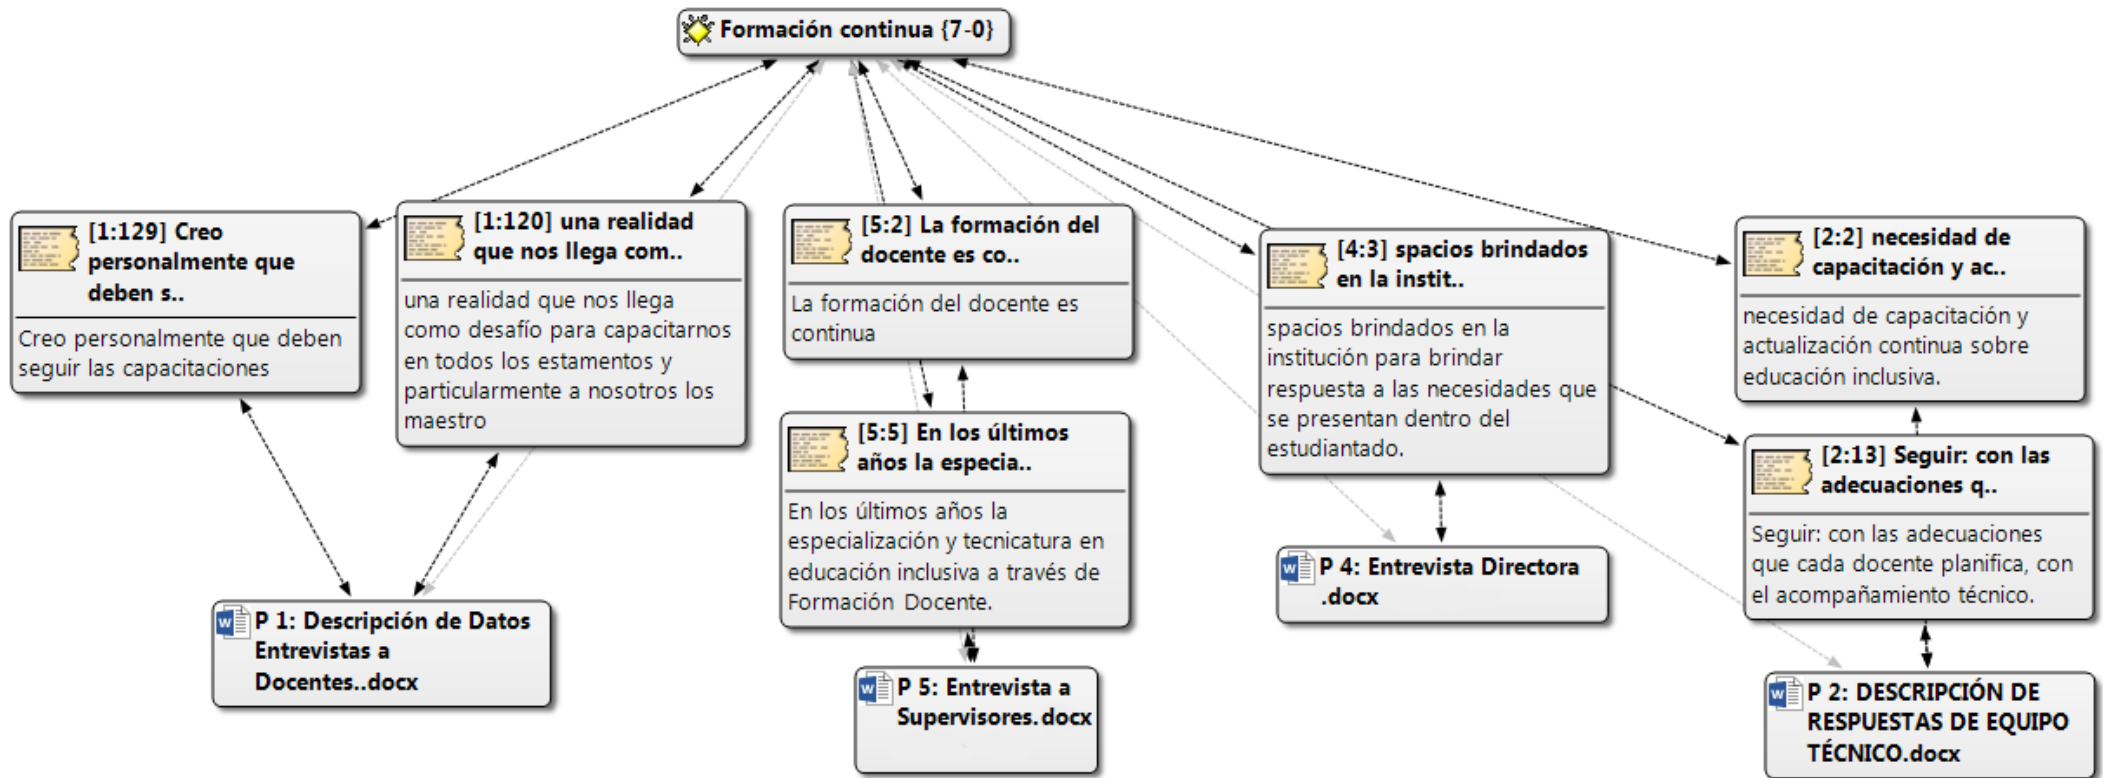 Formación continua {7-0}
[1:129] Creo
personalmente que
deben s..
Creo personalmente que deben
seguir las capacitaciones
[1:120] una realidad
que nos llega com..
una realidad que nos llega
como desafío para capacitarnos
en todos los estamentos y
particularmente a nosotros los
maestro
[5:2] La formación del
docente es co..
La formación del docente es
continua
[4:3] spacios brindados
en la instit..
spacios brindados en la
institución para brindar
respuesta a las necesidades que
se presentan dentro del
estudiantado.
[2:2] necesidad de
capacitación y ac..
necesidad de capacitación y
actualización continua sobre
educación inclusiva.
[5:5] En los últimos
años la especia..
En los últimos años la
especialización y tecnicatura en
educación inclusiva a través de
Formación Docente.
[2:13] Seguir: con las
adecuaciones q..
Seguir: con las adecuaciones
que cada docente planifica, con
el acompañamiento técnico.
P 1: Descripción de Datos
Entrevistas a
Docentes..docx
P 5: Entrevista a
Supervisores.docx
P 4: Entrevista Directora
.docx
P 2: DESCRIPCIÓN DE
RESPUESTAS DE EQUIPO
TÉCNICO.docx